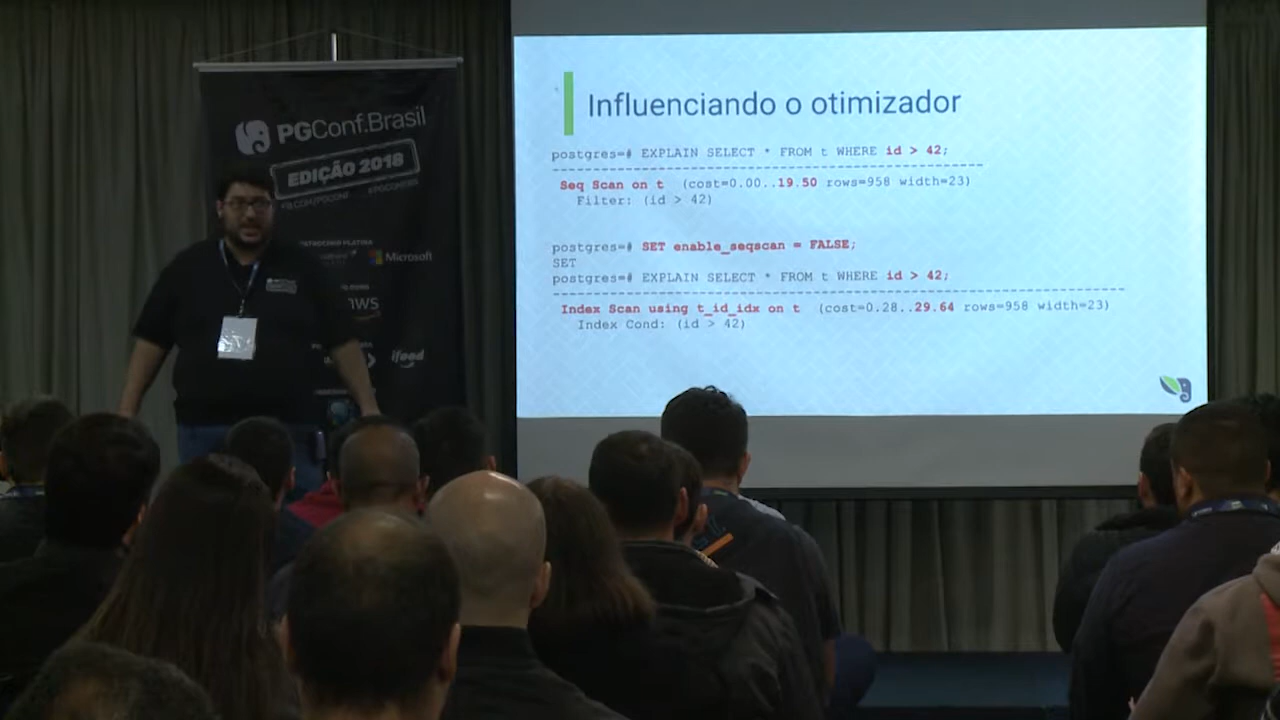 PGConf.Brasil
EDIÇÃO 2018
PATROCÍNIO PLATINA
Microsoft
aws
ifood
Influenciando o otimizador
postgres=# EXPLAIN SELECT * FROM t WHERE id > 42;
Seq Scan on t (cost=0.00..19.50 rows=958 width=23)
Filter: (id > 42)
postgres=# SET enable_seqscan = FALSE;
SET
postgres=# EXPLAIN SELECT * FROM t WHERE id > 42;
Index Scan using t_id_idx on t (cost=0.28..29.64 rows=958 width=23)
Index Cond: (id > 42)